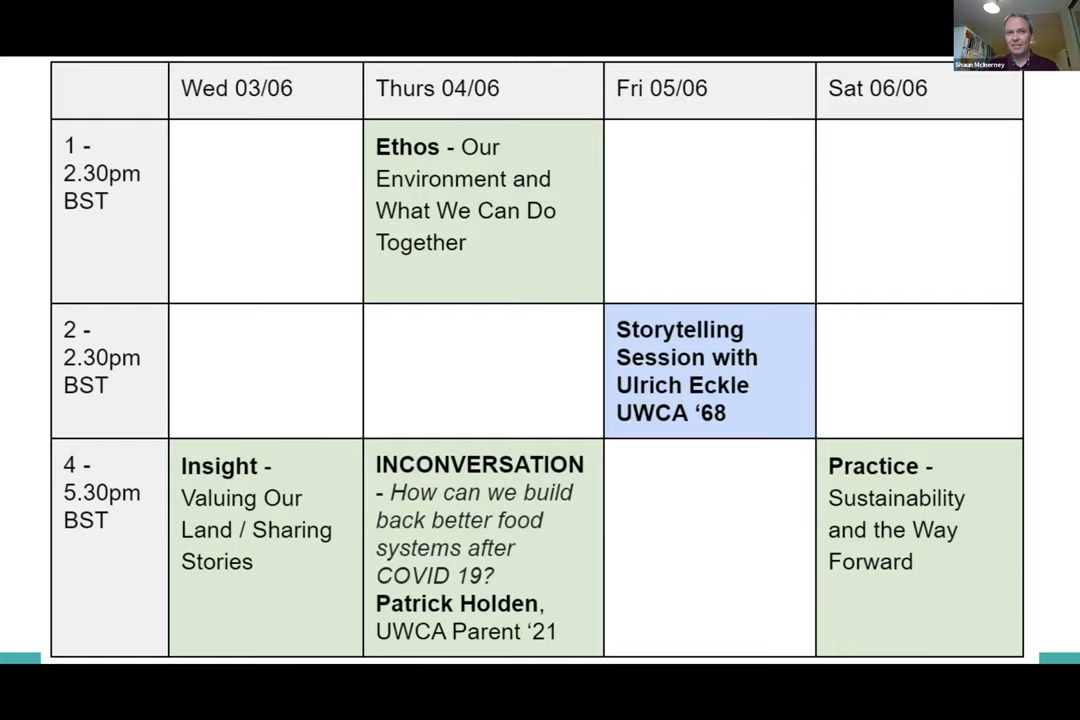 Shaun McInerney
Wed 03/06
Thurs 04/06
Fri 05/06
Sat 06/06
1 -
2.30pm
BST
Ethos - Our
Environment and
What We Can Do
Together
2 -
2.30pm
BST
Storytelling
Session with
Ulrich Eckle
UWCA ‘68
4 -
5.30pm
BST
Insight -
Valuing Our
Land / Sharing
Stories
INCONVERSATION
- How can we build
back better food
systems after
COVID 19?
Patrick Holden,
UWCA Parent ‘21
Practice -
Sustainability
and the Way
Forward